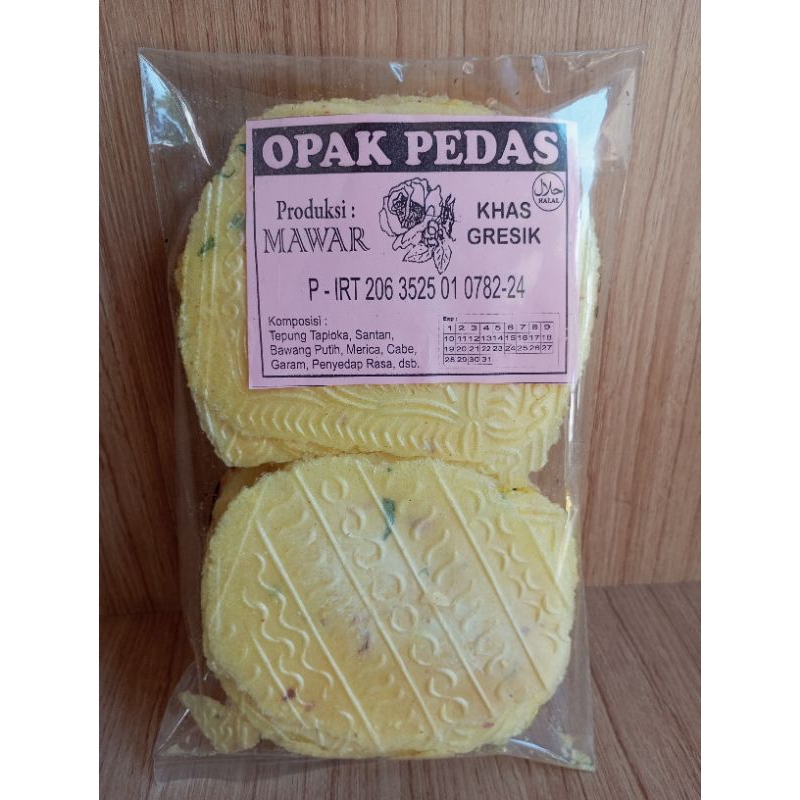 OPAK PEDAS
حلال
HALAL
Produksi :
MAWAR
KHAS
GRESIK
P - IRT 206 3525 01 0782-24
Komposisi :
Tepung Tapioka, Santan,
Bawang Putih, Merica, Cabe,
Garam, Penyedap Rasa, dsb.
Exp :
1 2 3 4 5 6 7 8 9
10 11 12 13 14 15 16 17 18
19 20 21 22 23 24 25 26 27
28 29 30 31